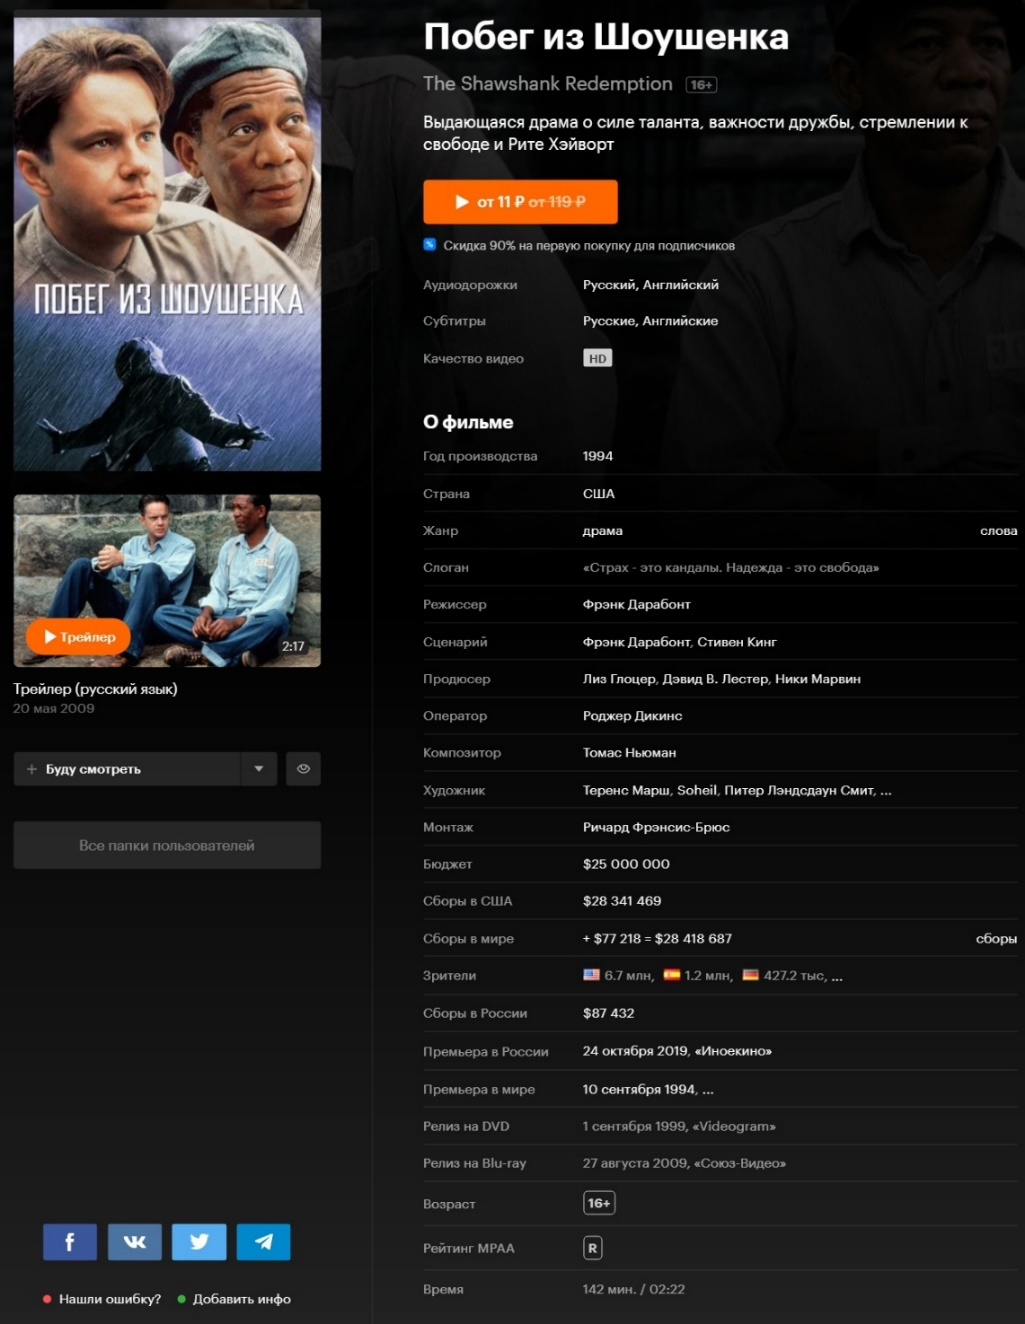 Побег из Шоушенка
The Shawshank Redemption 16+
Выдающаяся драма о силе таланта, важности дружбы, стремлении к
свободе и Рите Хэйворт
от 11 ₽ от 119 ₽
Скидка 90% на первую покупку для подписчиков
Аудиодорожки Русский, Английский
Субтитры Русские, Английские
Качество видео HD
ПОБЕГ ИЗ ШОУШЕНКА
О фильме
Год производства 1994
Страна США
Жанр драма слова
Слоган «Страх - это кандалы. Надежда - это свобода»
Режиссер Фрэнк Дарабонт
Сценарий Фрэнк Дарабонт, Стивен Кинг
Продюсер Лиз Глоцер, Дэвид В. Лестер, Ники Марвин
Оператор Роджер Дикинс
Композитор Томас Ньюман
Художник Теренс Марш, Soheil, Питер Лэндсдаун Смит, ...
Монтаж Ричард Фрэнсис-Брюс
Бюджет $25 000 000
Сборы в США $28 341 469
Сборы в мире + $77 218 = $28 418 687 сборы
Зрители 6.7 млн, 1.2 млн, 427.2 тыс, ...
Сборы в России $87 432
Премьера в России 24 октября 2019, «Иноекино»
Премьера в мире 10 сентября 1994, ...
Релиз на DVD 1 сентября 1999, «Videogram»
Релиз на Blu-ray 27 августа 2009, «Союз-Видео»
Возраст 16+
Рейтинг MPAA R
Время 142 мин. / 02:22
Трейлер
2:17
Трейлер (русский язык)
20 мая 2009
+ Буду смотреть
Все папки пользователей
Нашли ошибку? Добавить инфо